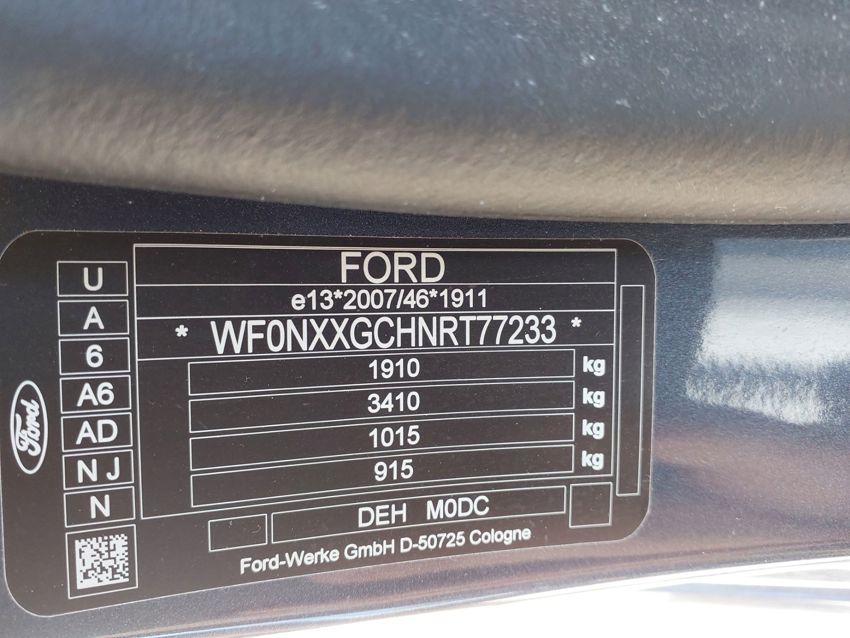 U
A
6
A6
AD
N J
N
Ford
FORD
e13*2007/46*1911
* WF0NXXGCHNRT77233 *
1910 kg
3410 kg
1015 kg
915 kg
DEH M0DC
Ford-Werke GmbH D-50725 Cologne